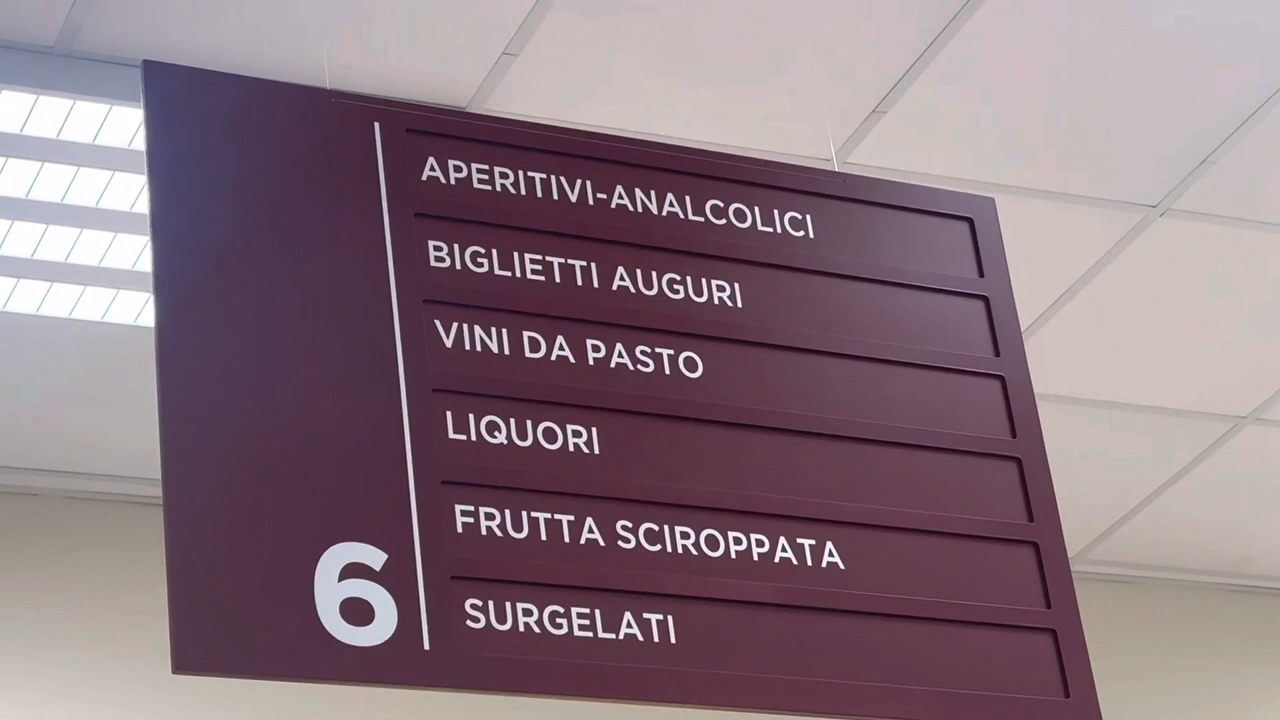 APERITIVI-ANALCOLICI
BIGLIETTI AUGURI
VINI DA PASTO
LIQUORI
FRUTTA SCIROPPATA
SURGELATI
6